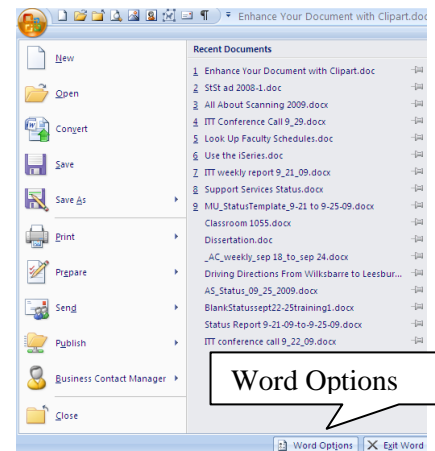 Enhance Your Document with Clipart.doc
New
Open
Convert
Save
Save As
Print
Prepare
Send
Publish
Business Contact Manager
Close
Recent Documents
1 Enhance Your Document with Clipart.doc
2 StSt ad 2008-1.doc
3 All About Scanning 2009.docx
4 ITT Conference Call 9_29.docx
5 Look Up Faculty Schedules.doc
6 Use the iSeries.doc
7 ITT weekly report 9_21_09.docx
8 Support Services Status.docx
9 MU_StatusTemplate_9-21 to 9-25-09.docx
Classroom 1055.docx
Dissertation.doc
_AC_weekly_sep 18_to_sep 24.docx
Driving Directions From Wilksbarre to Leesbur...
AS_Status_09_25_2009.docx
BlankStatussept22-25training1.docx
Status Report 9-21-09-to-9-25-09.docx
ITT conference call 9_22_09.docx
Word Options
Word Options
Exit Word